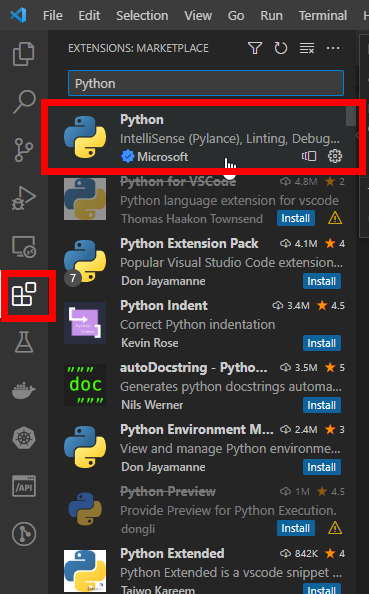 File Edit Selection View Go Run Terminal
EXTENSIONS: MARKETPLACE
Python
Python
IntelliSense (Pylance), Linting, Debug...
Microsoft
Python for VSCode 4.8M 2
Python language extension for vscode
Thomas Haakon Townsend Install
Python Extension Pack 4.1M 4
Popular Visual Studio Code extension...
7 Don Jayamanne Install
Python Indent 3.4M 4.5
Correct Python indentation
Kevin Rose Install
autoDocstring - Pytho... 3.5M 5
""" doc """
Generates python docstrings automa...
Nils Werner Install
Python Environment M... 2.4M 3
View and manage Python environme...
Don Jayamanne Install
Python Preview 1M 4.5
Provide Preview for Python Execution.
dongli Install
/API
Python Extended 842K 4
Python Extended is a vscode snippet ...
Taiwo Kareem Install